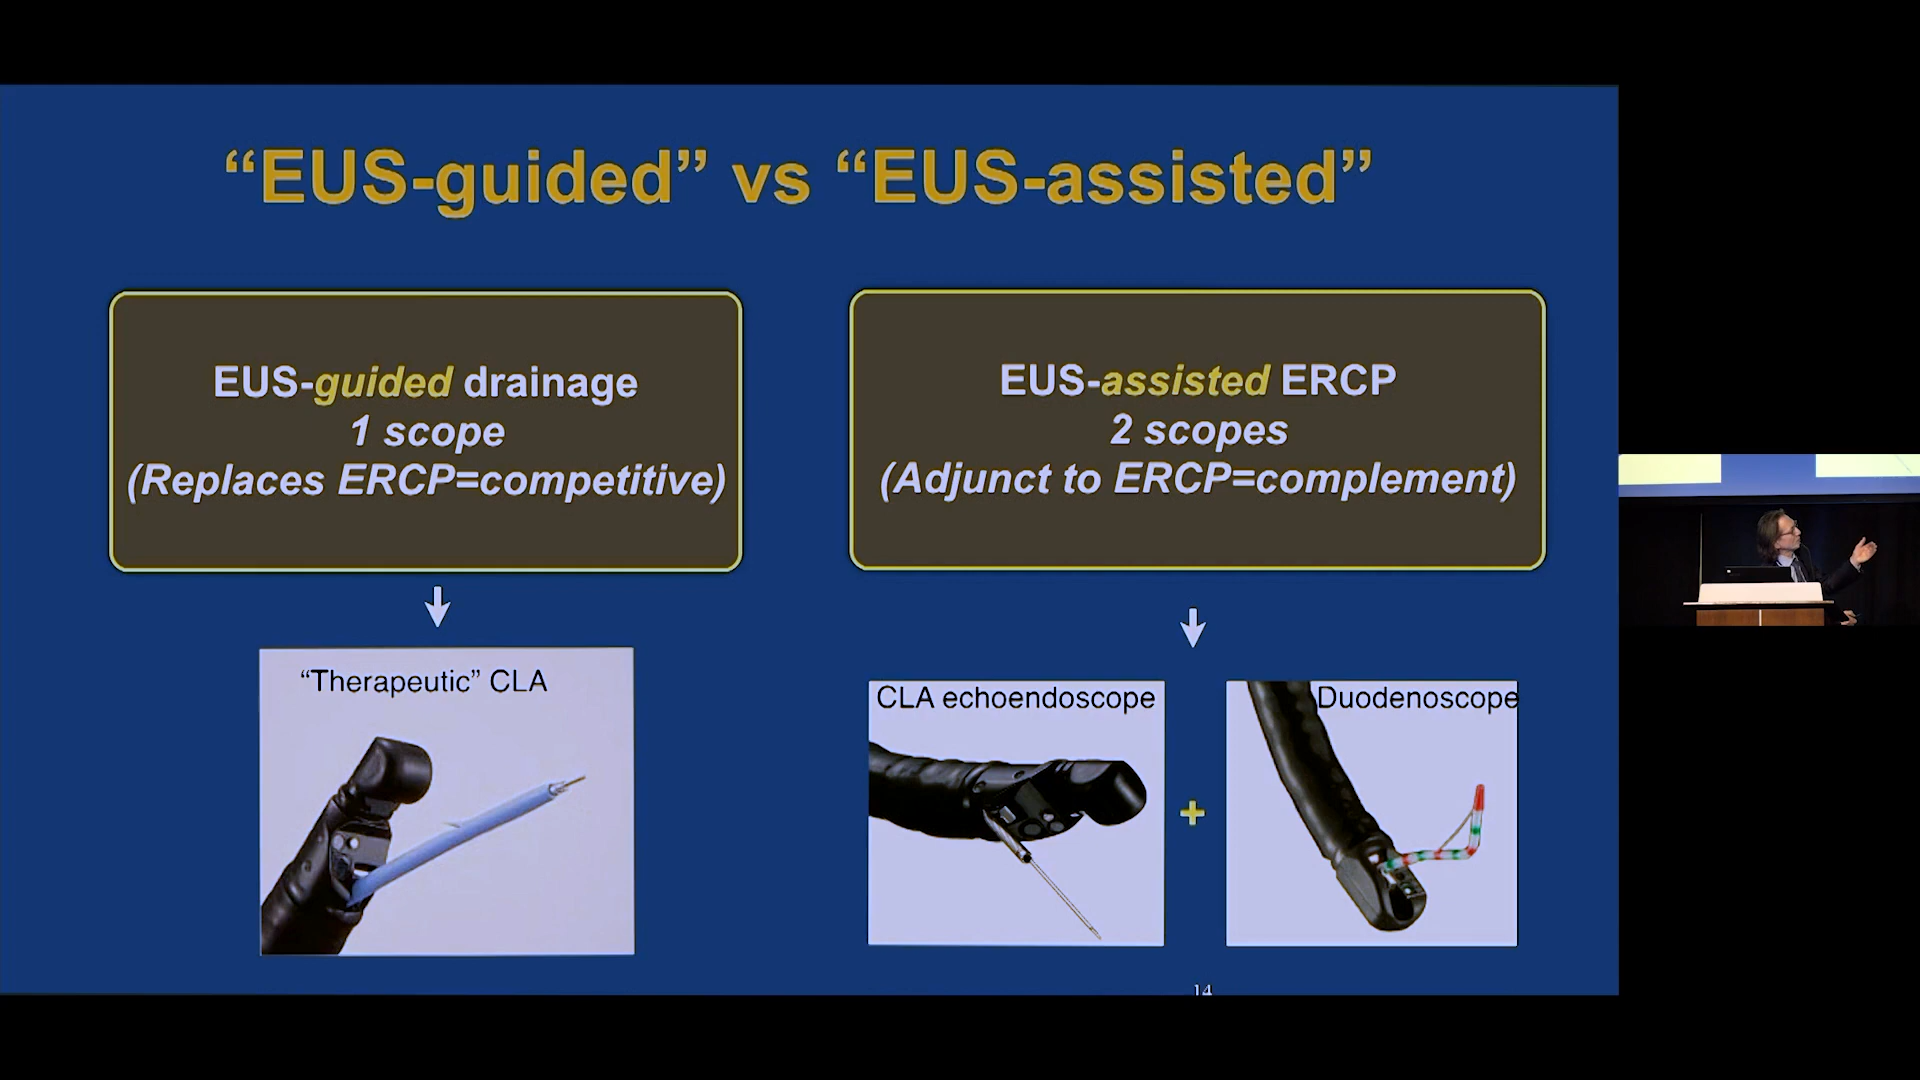 “EUS-guided” vs “EUS-assisted”
EUS-guided drainage
1 scope
(Replaces ERCP=competitive)
EUS-assisted ERCP
2 scopes
(Adjunct to ERCP=complement)
“Therapeutic” CLA
CLA echoendoscope
+
Duodenoscope
14